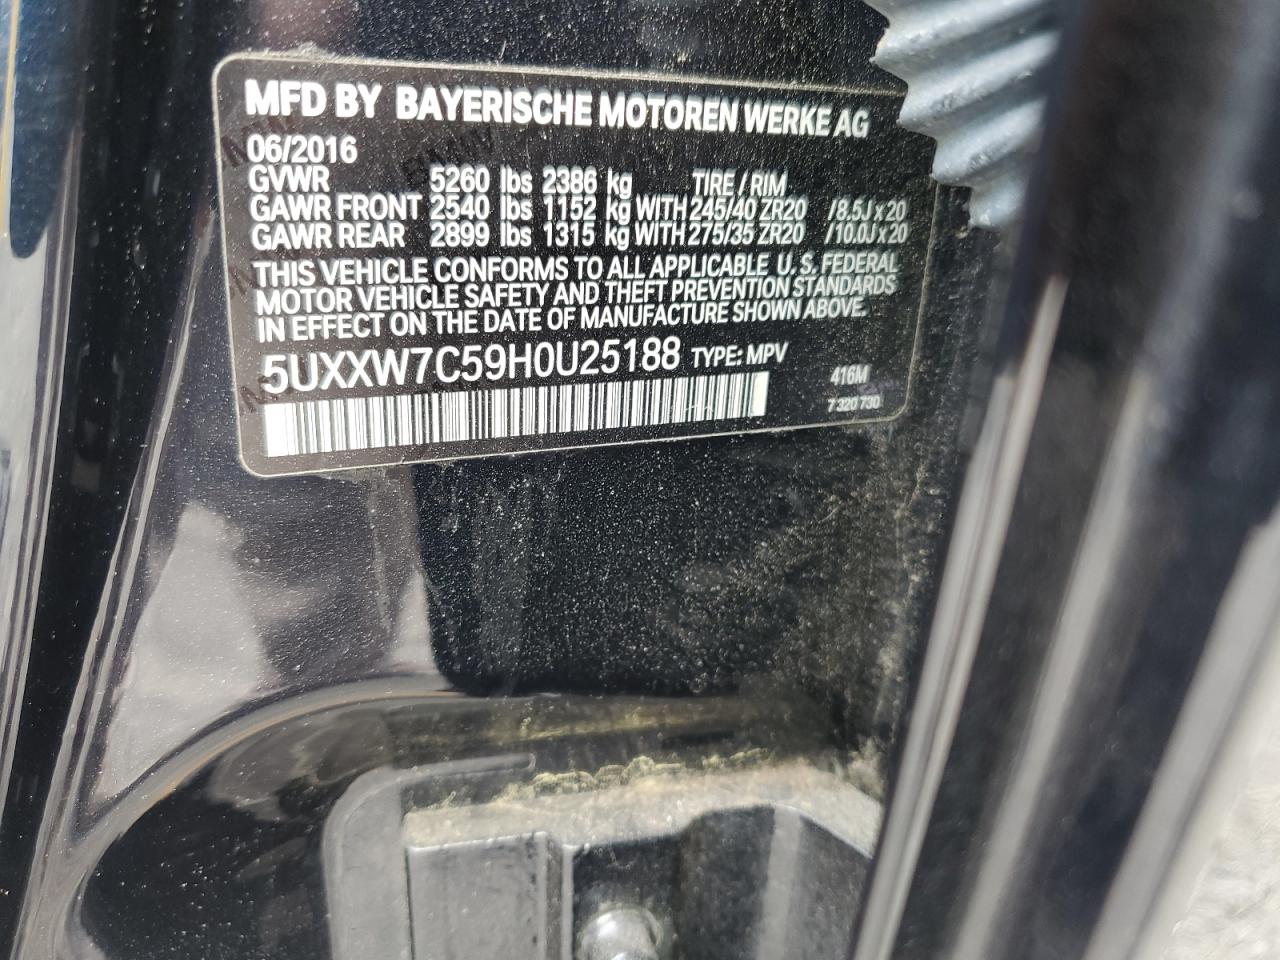 MFD BY BAYERISCHE MOTOREN WERKE AG
06/2016
GVWR 5260 lbs 2386 kg TIRE / RIM
GAWR FRONT 2540 lbs 1152 kg WITH 245/40 ZR20 /8.5J x 20
GAWR REAR 2899 lbs 1315 kg WITH 275/35 ZR20 /10.0J x 20
THIS VEHICLE CONFORMS TO ALL APPLICABLE U.S. FEDERAL
MOTOR VEHICLE SAFETY AND THEFT PREVENTION STANDARDS
IN EFFECT ON THE DATE OF MANUFACTURE SHOWN ABOVE.
5UXXW7C59H0U25188 TYPE: MPV
416M
7 320 730